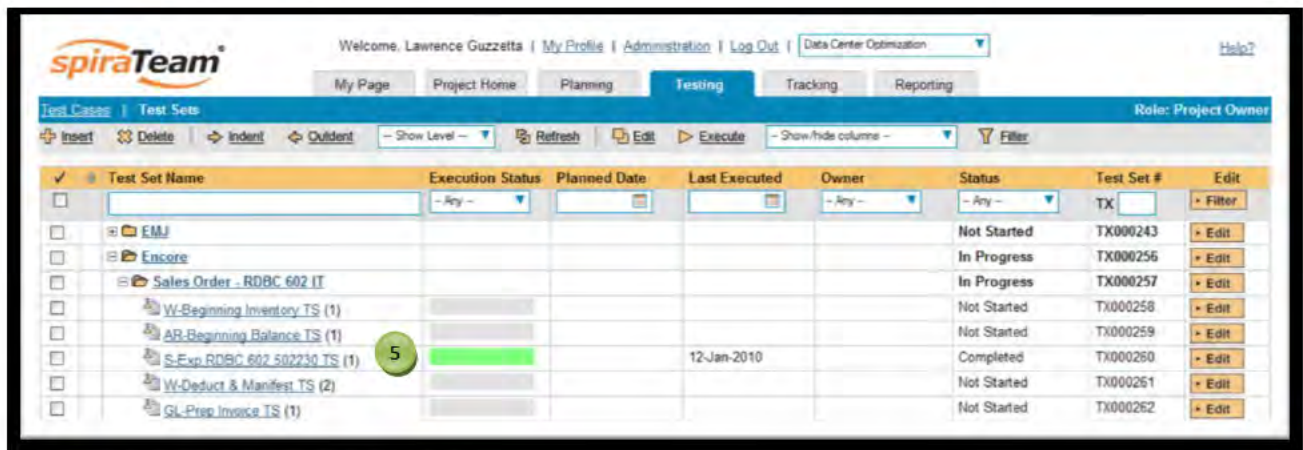 spiraTeam
Welcome, Lawrence Guzzetta | My Profile | Administration | Log Out | Data Center Optimization Help?
My Page Project Home Planning Testing Tracking Reporting
Test Cases | Test Sets Role: Project Owner
Insert Delete | Indent Outdent -- Show Level -- Refresh | Edit Execute -- Show/hide columns -- Filter
Test Set Name Execution Status Planned Date Last Executed Owner Status Test Set # Edit
-- Any -- -- Any -- -- Any -- TX Filter
EMJ Not Started TX000243 Edit
Encore In Progress TX000256 Edit
Sales Order - RDBC 602 IT In Progress TX000257 Edit
W-Beginning Inventory TS (1) Not Started TX000258 Edit
AR-Beginning Balance TS (1) Not Started TX000259 Edit
S-Exp RDBC 602 502230 TS (1) 5 12-Jan-2010 Completed TX000260 Edit
W-Deduct & Manifest TS (2) Not Started TX000261 Edit
GL-Prep Invoice TS (1) Not Started TX000262 Edit